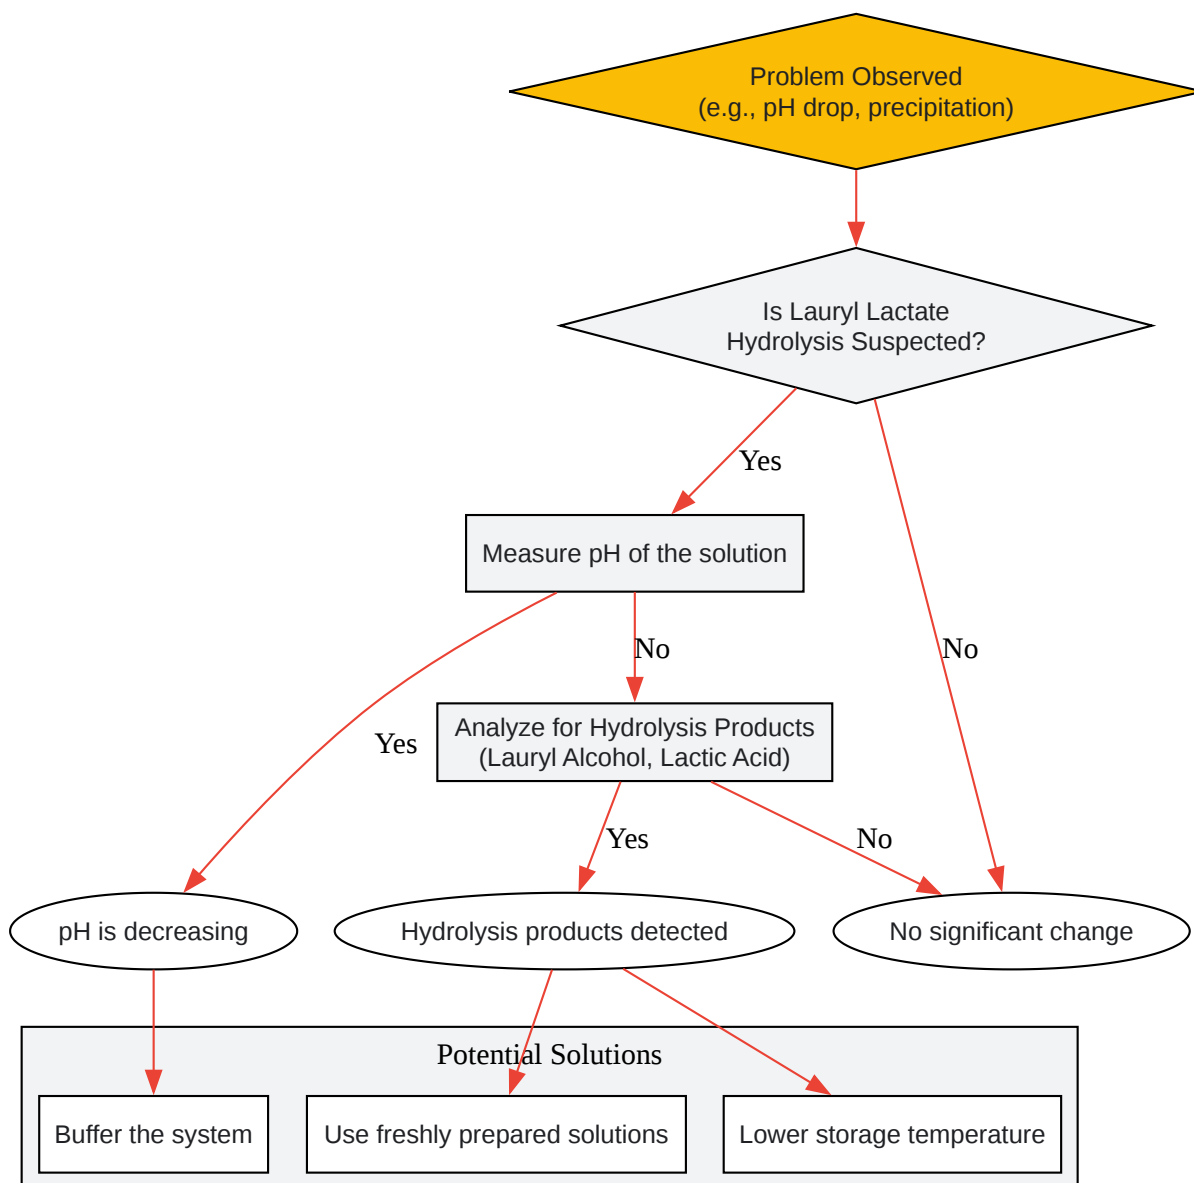 Problem Observed
(e.g., pH drop, precipitation)
Is Lauryl Lactate
Hydrolysis Suspected?
Yes
Measure pH of the solution
No
No
Yes
Analyze for Hydrolysis Products
(Lauryl Alcohol, Lactic Acid)
Yes
No
pH is decreasing
Hydrolysis products detected
No significant change
Potential Solutions
Buffer the system
Use freshly prepared solutions
Lower storage temperature